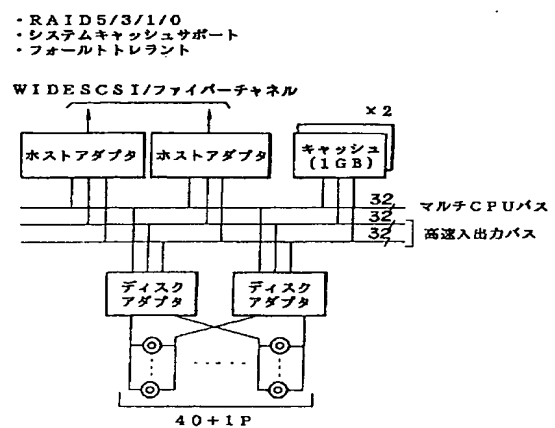 ・RAID5/3/1/0
・システムキャッシュサポート
・フォールトトレラント
WIDESCSI/ファイバーチャネル
×2
ホストアダプタ
ホストアダプタ
キャッシュ
(1GB)
32
マルチCPUバス
32
32
高速入出力バス
ディスク
アダプタ
ディスク
アダプタ
40+1P